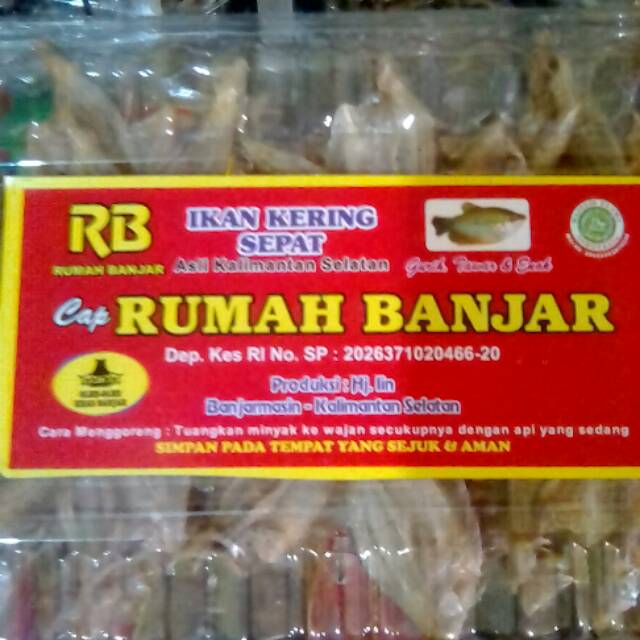 RB
RUMAH BANJAR
IKAN KERING
SEPAT
Asli Kalimantan Selatan
Gurih, Tawar & Enak
Cap RUMAH BANJAR
Dep. Kes RI No. SP : 2026371020466-20
Produksi : Hj. Iin
Banjarmasin - Kalimantan Selatan
Cara Menggoreng : Tuangkan minyak ke wajan secukupnya dengan api yang sedang
SIMPAN PADA TEMPAT YANG SEJUK & AMAN